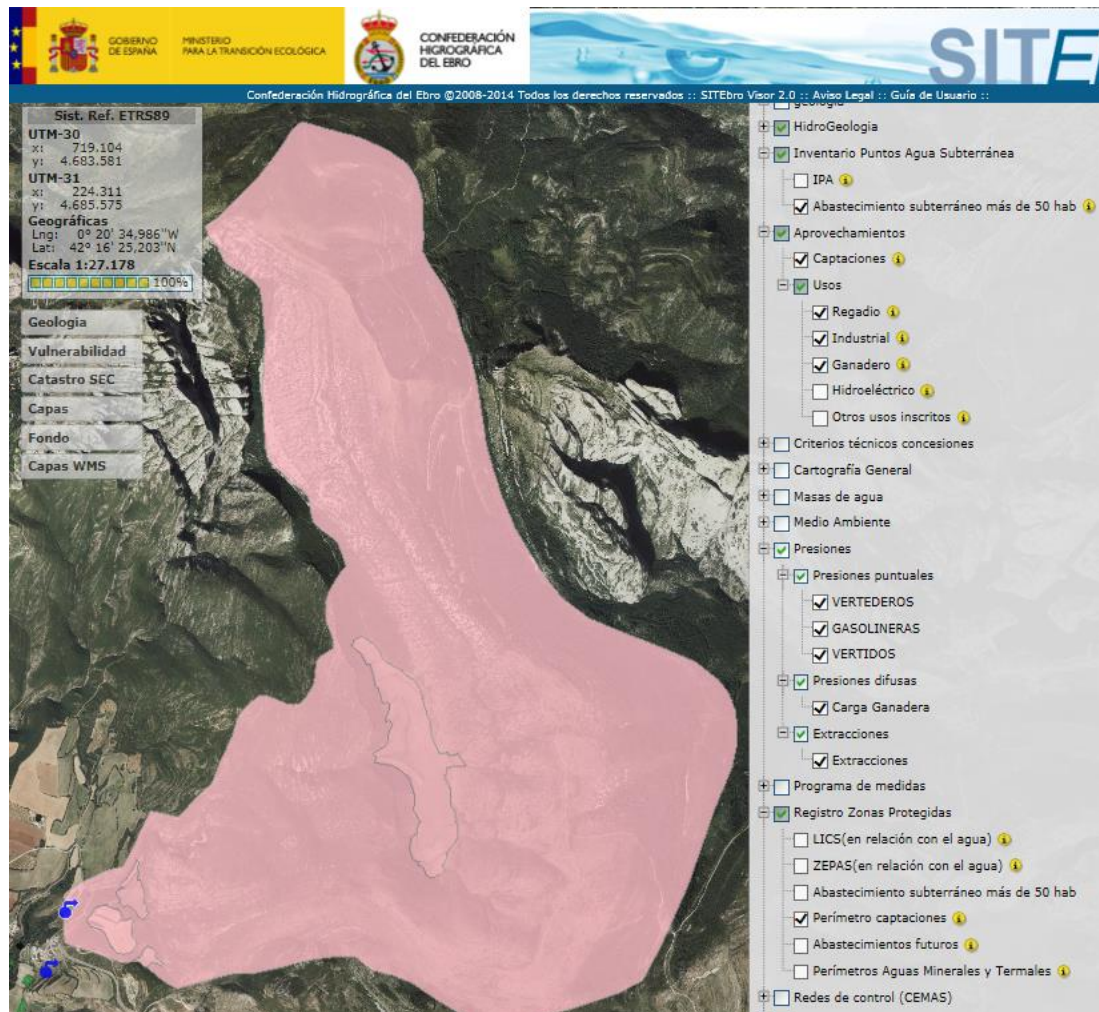 GOBIERNO
DE ESPAÑA
MINISTERIO
PARA LA TRANSICIÓN ECOLÓGICA
CONFEDERACIÓN
HIGROGRÁFICA
DEL EBRO
SITE
Confederación Hidrográfica del Ebro ©2008-2014 Todos los derechos reservados :: SITEbro Visor 2.0 :: Aviso Legal :: Guía de Usuario ::
Sist. Ref. ETRS89
UTM-30
x: 719.104
y: 4.683.581
UTM-31
x: 224.311
y: 4.685.575
Geográficas
Lng: 0º 20' 34,986''W
Lat: 42º 16' 25,203''N
Escala 1:27.178
100%
Geologia
Vulnerabilidad
Catastro SEC
Capas
Fondo
Capas WMS
geologia
HidroGeologia
Inventario Puntos Agua Subterránea
IPA
Abastecimiento subterráneo más de 50 hab
Aprovechamientos
Captaciones
Usos
Regadio
Industrial
Ganadero
Hidroeléctrico
Otros usos inscritos
Criterios técnicos concesiones
Cartografía General
Masas de agua
Medio Ambiente
Presiones
Presiones puntuales
VERTEDEROS
GASOLINERAS
VERTIDOS
Presiones difusas
Carga Ganadera
Extracciones
Extracciones
Programa de medidas
Registro Zonas Protegidas
LICS(en relación con el agua)
ZEPAS(en relación con el agua)
Abastecimiento subterráneo más de 50 hab
Perímetro captaciones
Abastecimientos futuros
Perímetros Aguas Minerales y Termales
Redes de control (CEMAS)